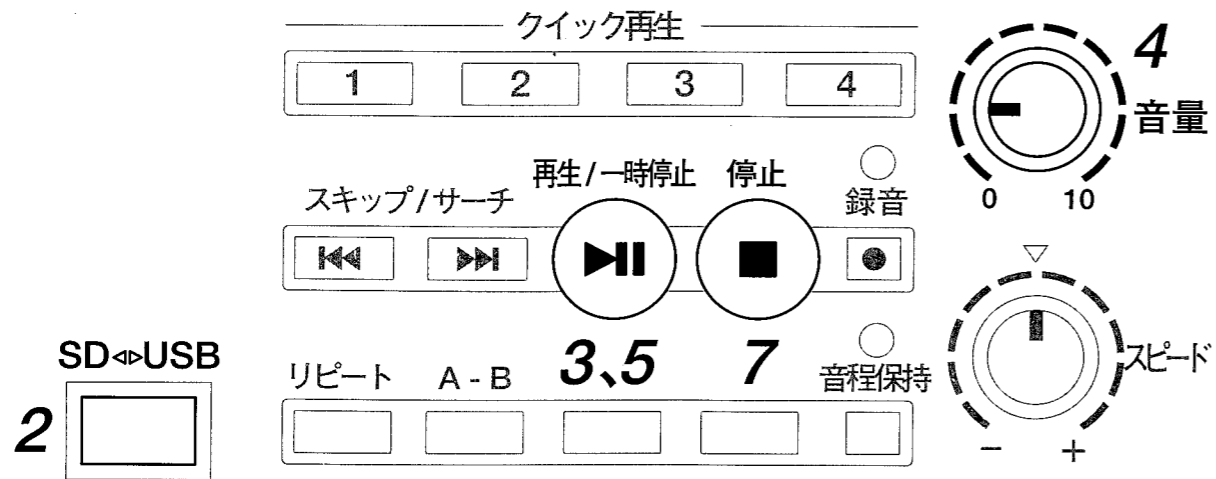 クイック再生
1 2 3 4
4
音量
0 10
スキップ/サーチ
再生/一時停止
停止
録音
SD◃▹USB
2
リピート
A - B
3、5
7
音程保持
スピード
− +